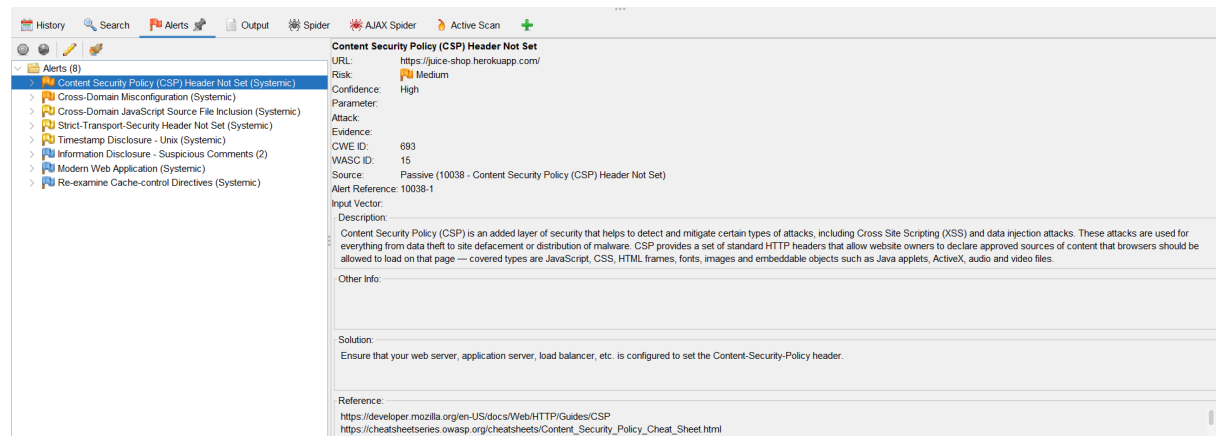 History Search Alerts Output Spider AJAX Spider Active Scan
Alerts (8)
Content Security Policy (CSP) Header Not Set (Systemic)
Cross-Domain Misconfiguration (Systemic)
Cross-Domain JavaScript Source File Inclusion (Systemic)
Strict-Transport-Security Header Not Set (Systemic)
Timestamp Disclosure - Unix (Systemic)
Information Disclosure - Suspicious Comments (2)
Modern Web Application (Systemic)
Re-examine Cache-control Directives (Systemic)
Content Security Policy (CSP) Header Not Set
URL: https://juice-shop.herokuapp.com/
Risk: Medium
Confidence: High
Parameter:
Attack:
Evidence:
CWE ID: 693
WASC ID: 15
Source: Passive (10038 - Content Security Policy (CSP) Header Not Set)
Alert Reference: 10038-1
Input Vector:
Description:
Content Security Policy (CSP) is an added layer of security that helps to detect and mitigate certain types of attacks, including Cross Site Scripting (XSS) and data injection attacks. These attacks are used for
everything from data theft to site defacement or distribution of malware. CSP provides a set of standard HTTP headers that allow website owners to declare approved sources of content that browsers should be
allowed to load on that page — covered types are JavaScript, CSS, HTML frames, fonts, images and embeddable objects such as Java applets, ActiveX, audio and video files.
Other Info:
Solution:
Ensure that your web server, application server, load balancer, etc. is configured to set the Content-Security-Policy header.
Reference:
https://developer.mozilla.org/en-US/docs/Web/HTTP/Guides/CSP
https://cheatsheetseries.owasp.org/cheatsheets/Content_Security_Policy_Cheat_Sheet.html